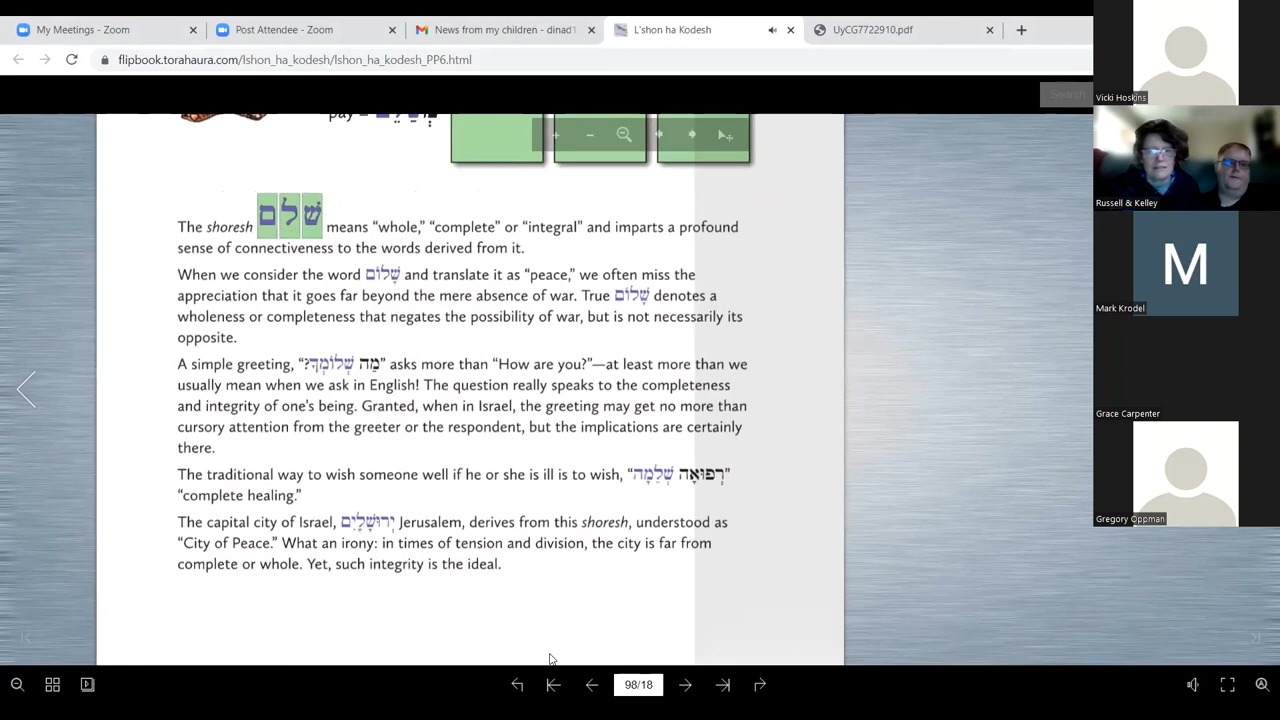 My Meetings - Zoom
Post Attendee - Zoom
News from my children - dinad1
L'shon ha Kodesh
UyCG7722910.pdf
flipbook.torahaura.com/lshon_ha_kodesh/lshon_ha_kodesh_PP6.html
Search
Vicki Hoskins
Russell & Kelley
M
Mark Krodel
Grace Carpenter
Gregory Oppman
pay = מְשַׁלֵּם
The shoresh שׁלם means “whole,” “complete” or “integral” and imparts a profound
sense of connectiveness to the words derived from it.
When we consider the word שָׁלוֹם and translate it as “peace,” we often miss the
appreciation that it goes far beyond the mere absence of war. True שָׁלוֹם denotes a
wholeness or completeness that negates the possibility of war, but is not necessarily its
opposite.
A simple greeting, “מַה שְׁלוֹמְךָ?” asks more than “How are you?”—at least more than we
usually mean when we ask in English! The question really speaks to the completeness
and integrity of one’s being. Granted, when in Israel, the greeting may get no more than
cursory attention from the greeter or the respondent, but the implications are certainly
there.
The traditional way to wish someone well if he or she is ill is to wish, “רְפוּאָה שְׁלֵמָה”
“complete healing.”
The capital city of Israel, יְרוּשָׁלַיִם Jerusalem, derives from this shoresh, understood as
“City of Peace.” What an irony: in times of tension and division, the city is far from
complete or whole. Yet, such integrity is the ideal.
98/18